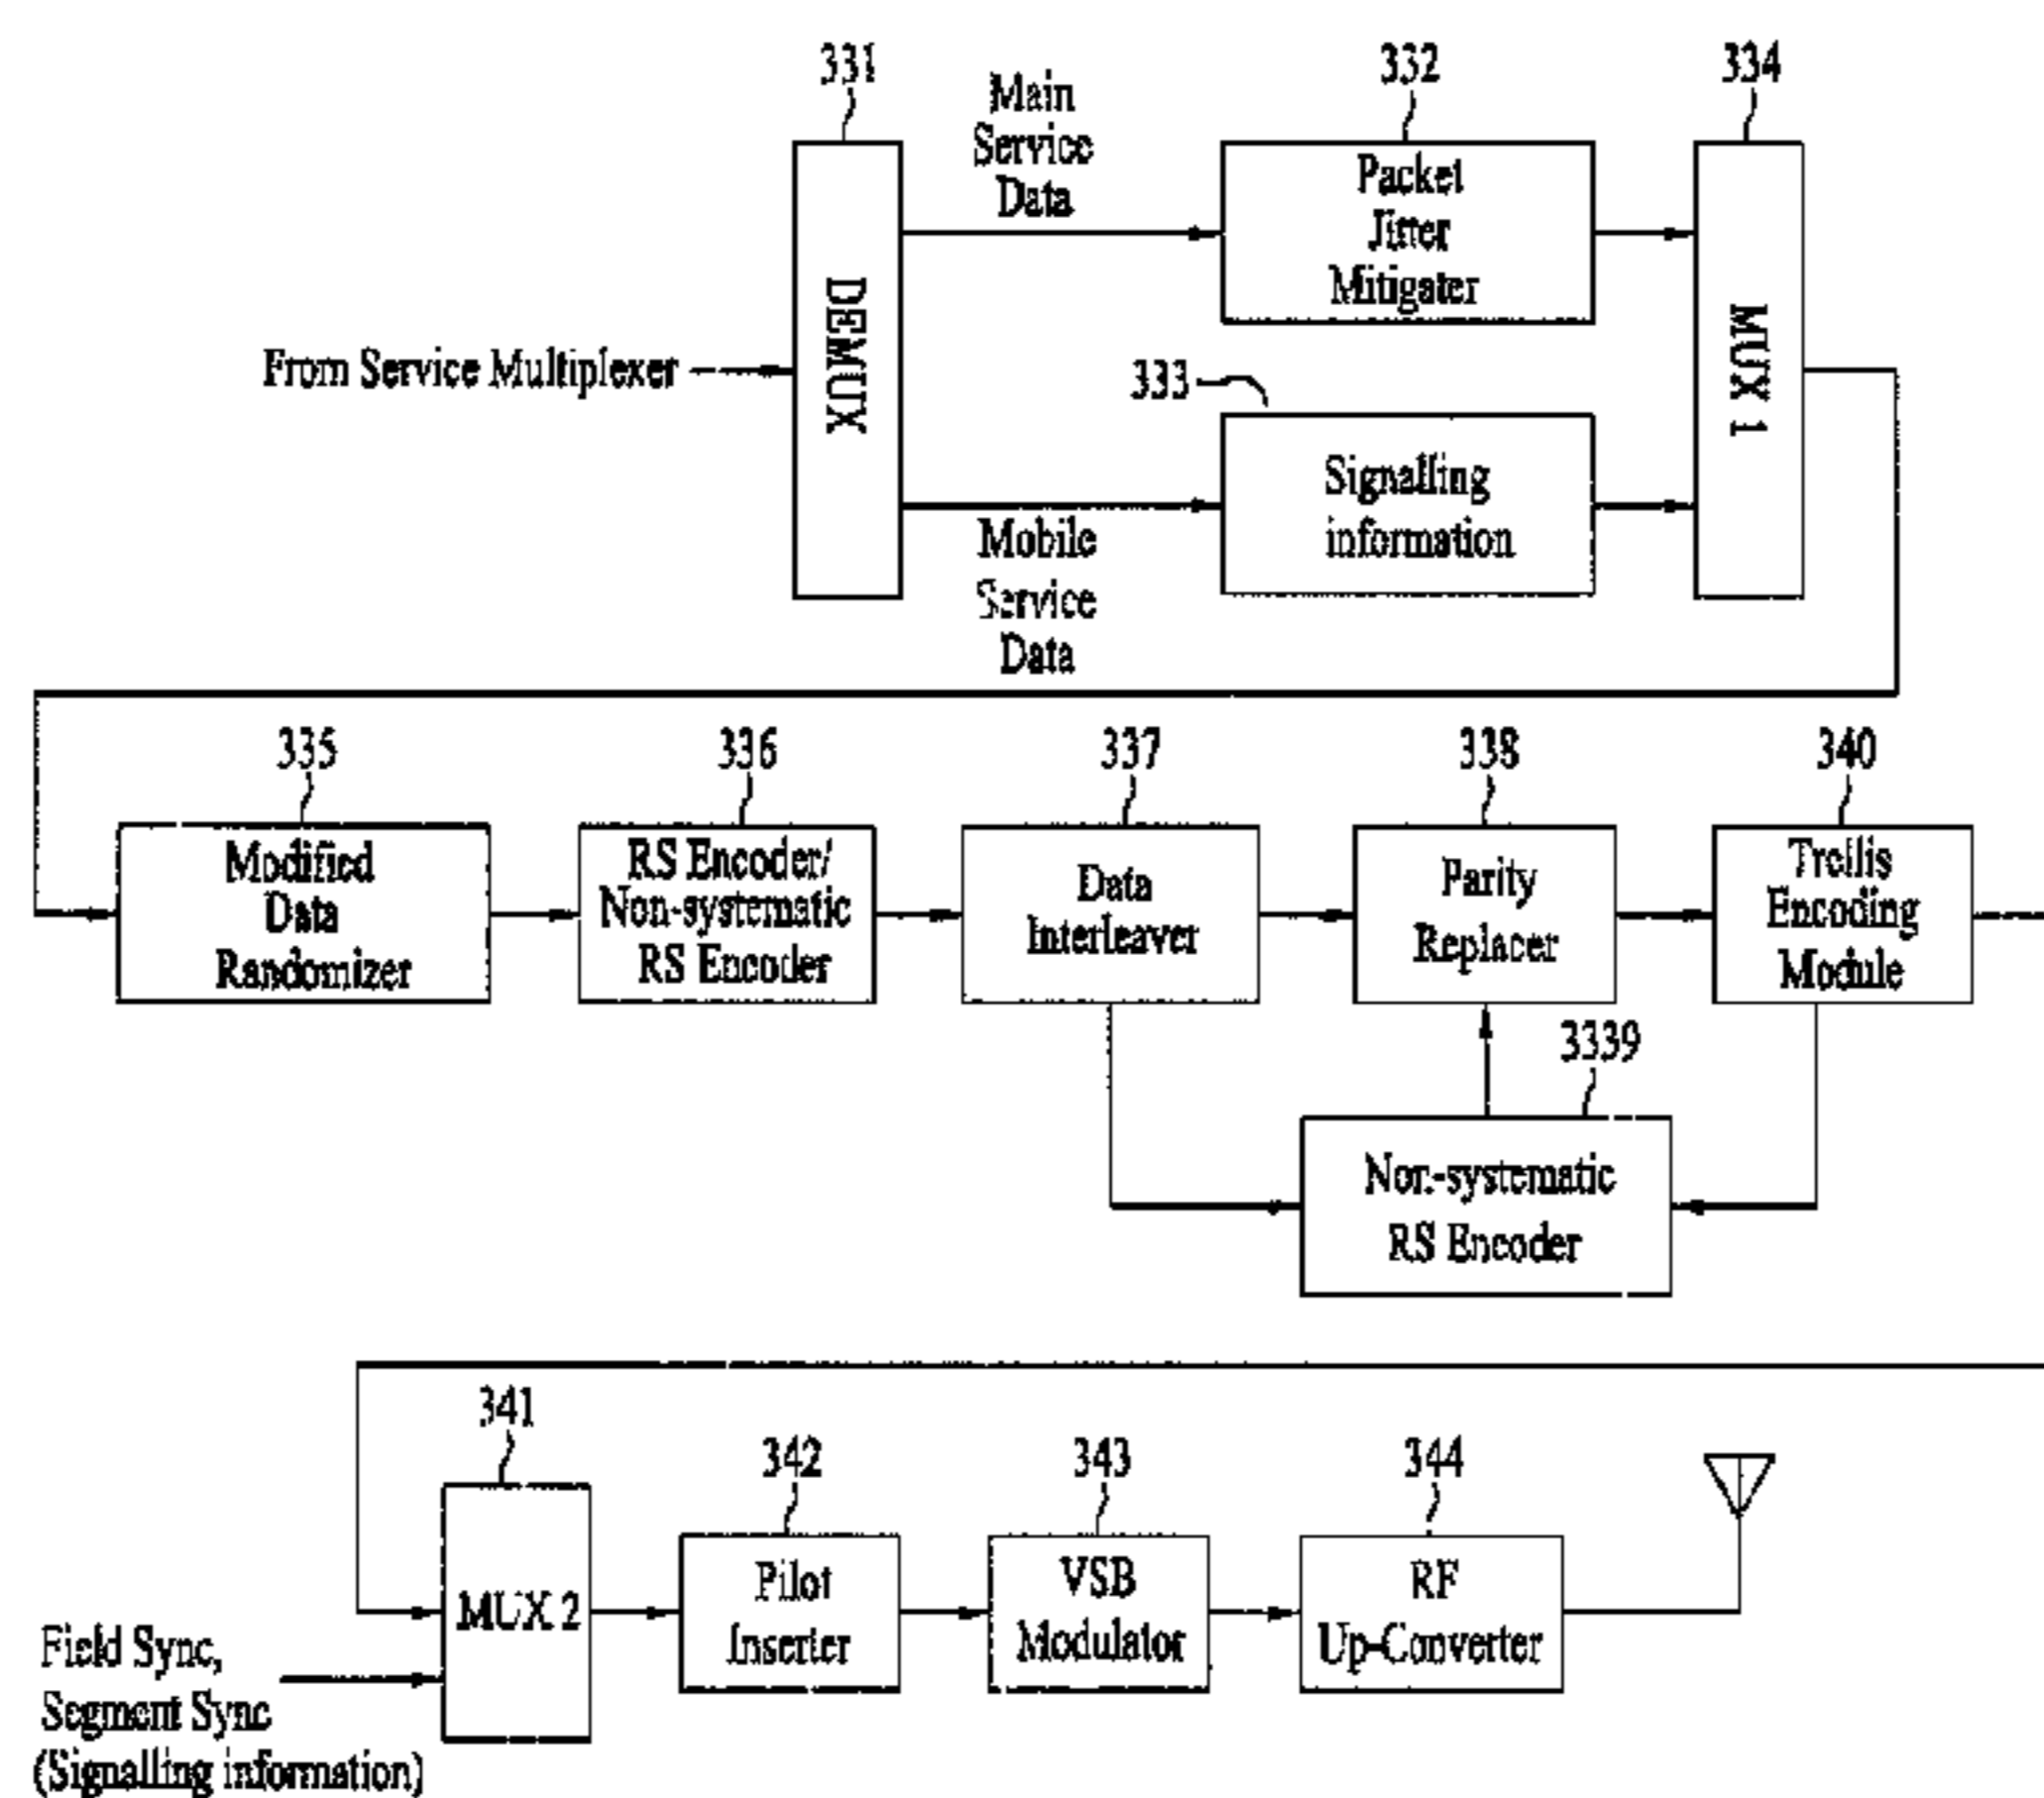 331
332
334
Main
Service
Data
Packet
Jitter
Mitigater
DEMUX
MUX 1
From Service Multiplexer
333
Signalling
information
Mobile
Service
Data
335
336
337
338
340
Modified
Data
Randomizer
RS Encoder/
Non-systematic
RS Encoder
Data
Interleaver
Parity
Replacer
Trellis
Encoding
Module
3339
Non-systematic
RS Encoder
341
342
343
344
MUX 2
Pilot
Inserter
VSB
Modulator
RF
Up-Converter
Field Sync,
Segment Sync
(Signalling information)